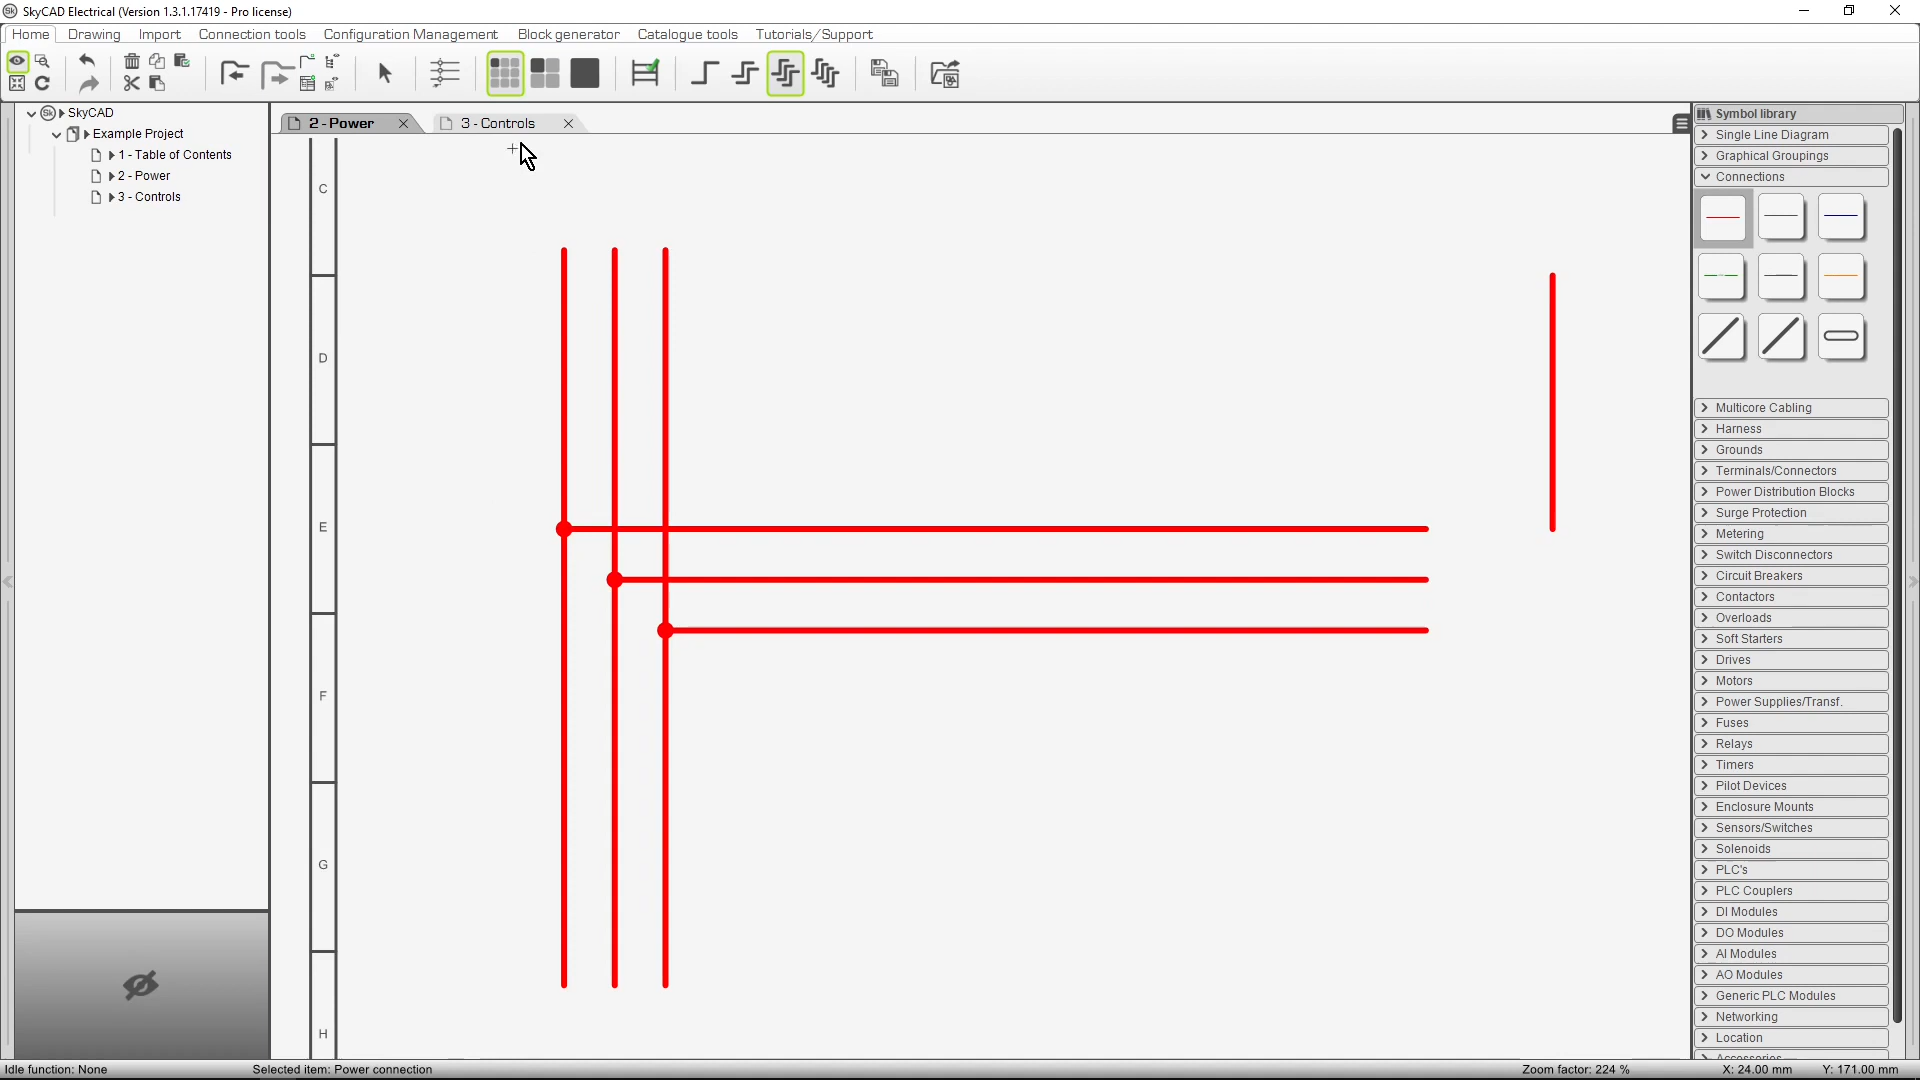 SkyCAD Electrical (Version 1.3.1.17419 - Pro license)
Home Drawing Import Connection tools Configuration Management Block generator Catalogue tools Tutorials/Support
SkyCAD
Example Project
1 - Table of Contents
2 - Power
3 - Controls
2 - Power
3 - Controls
C
D
E
F
G
H
Symbol library
Single Line Diagram
Graphical Groupings
Connections
Multicore Cabling
Harness
Grounds
Terminals/Connectors
Power Distribution Blocks
Surge Protection
Metering
Switch Disconnectors
Circuit Breakers
Contactors
Overloads
Soft Starters
Drives
Motors
Power Supplies/Transf.
Fuses
Relays
Timers
Pilot Devices
Enclosure Mounts
Sensors/Switches
Solenoids
PLC's
PLC Couplers
DI Modules
DO Modules
AI Modules
AO Modules
Generic PLC Modules
Networking
Location
Idle function: None Selected item: Power connection Zoom factor: 224 % X: 24.00 mm Y: 171.00 mm